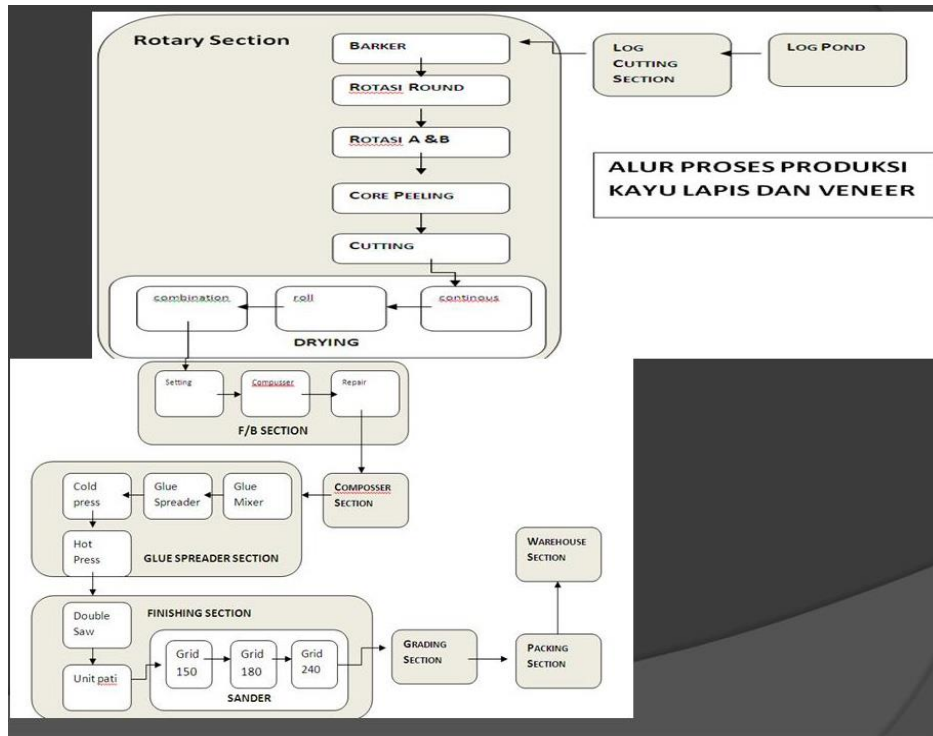 Rotary Section
BARKER
LOG
CUTTING
SECTION
LOG POND
ROTASI ROUND
ROTASI A &B
ALUR PROSES PRODUKSI
KAYU LAPIS DAN VENEER
CORE PEELING
CUTTING
combination
roll
continous
DRYING
Setting
Compusser
Repair
F/B SECTION
Cold
press
Glue
Spreader
Glue
Mixer
COMPOSSER
SECTION
Hot
Press
GLUE SPREADER SECTION
WAREHOUSE
SECTION
FINISHING SECTION
Double
Saw
Unit pati
Grid
150
Grid
180
Grid
240
SANDER
GRADING
SECTION
PACKING
SECTION